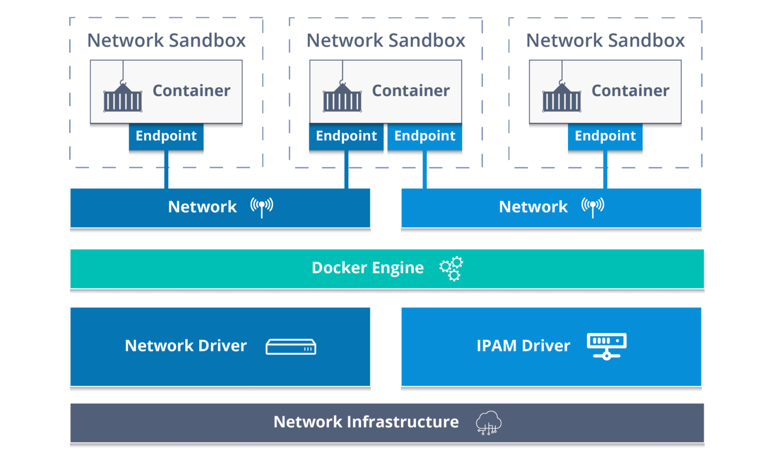 Network Sandbox
Network Sandbox
Network Sandbox
Container
Container
Container
Endpoint
Endpoint
Endpoint
Endpoint
Network
Network
Docker Engine
Network Driver
IPAM Driver
Network Infrastructure